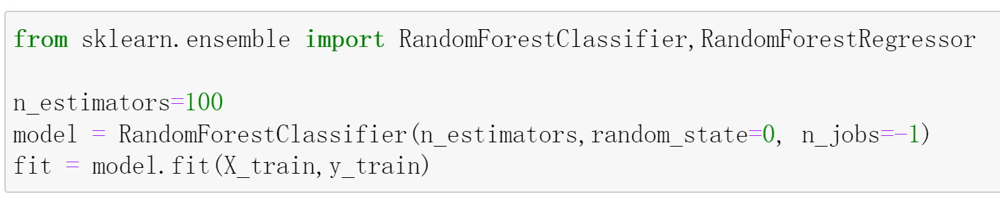 from sklearn.ensemble import RandomForestClassifier,RandomForestRegressor
n_estimators=100
model = RandomForestClassifier(n_estimators,random_state=0, n_jobs=-1)
fit = model.fit(X_train,y_train)